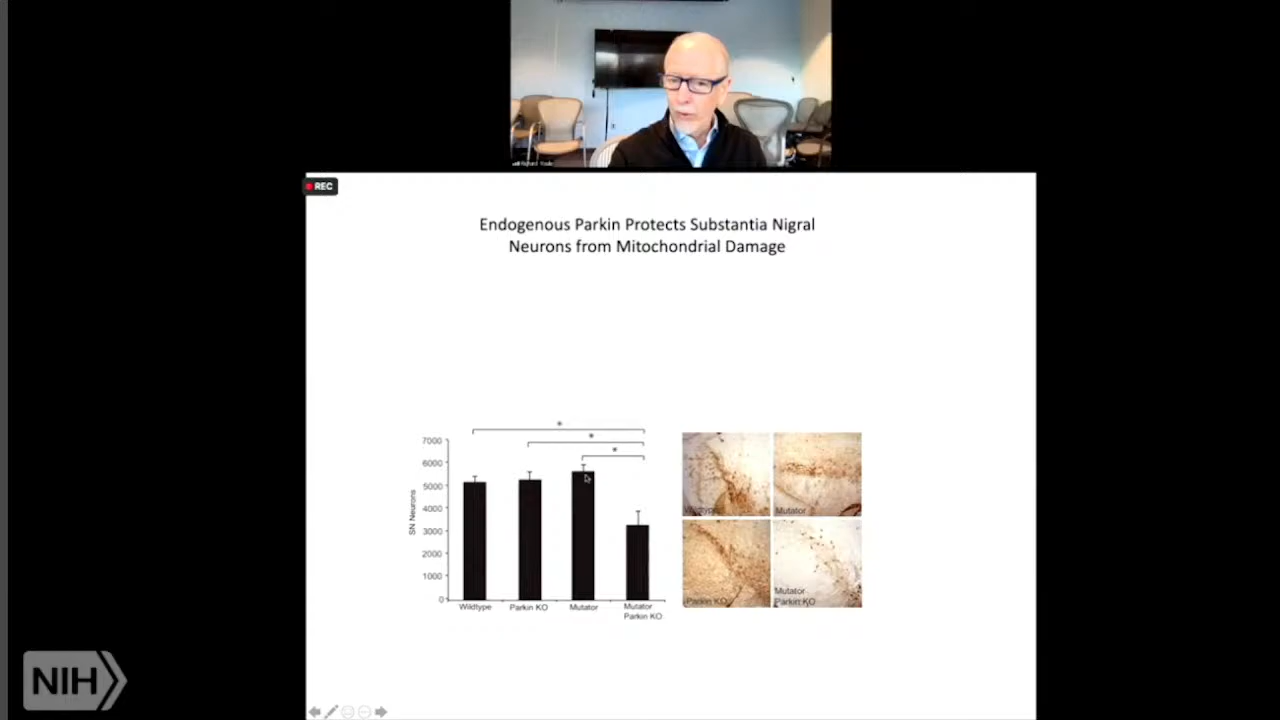 REC
Endogenous Parkin Protects Substantia Nigral
Neurons from Mitochondrial Damage
7000
6000
5000
4000
3000
2000
1000
0
SN Neurons
*
*
*
Wildtype
Parkin KO
Mutator
Mutator
Parkin KO
Wildtype
Mutator
Parkin KO
Mutator
Parkin KO
NIH